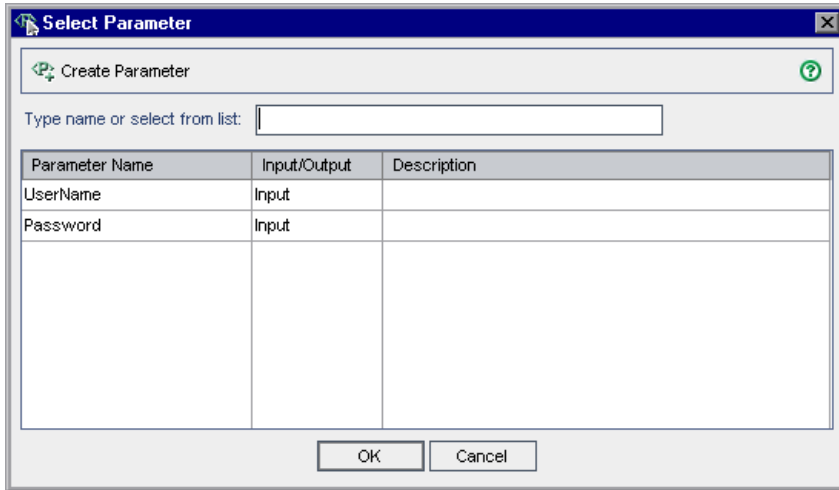 Select Parameter
Create Parameter
Type name or select from list:
Parameter Name Input/Output Description
UserName Input
Password Input
OK Cancel